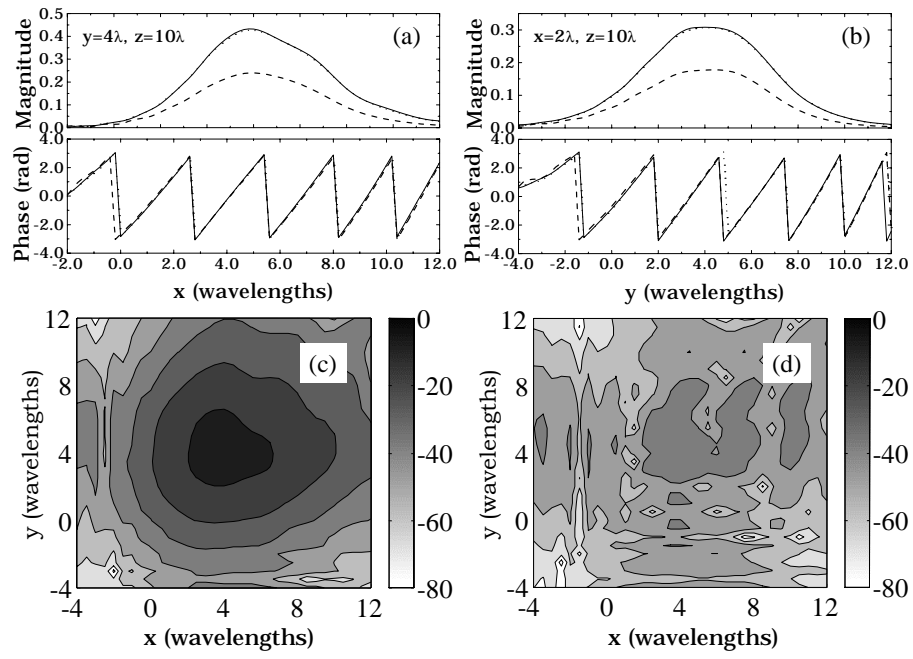 y=4λ, z=10λ
(a)
Magnitude
0.5
0.4
0.3
0.2
0.1
0.0
Phase (rad)
4.0
2.0
0.0
-2.0
-4.0
-2.0 0.0 2.0 4.0 6.0 8.0 10.0 12.0
x (wavelengths)
x=2λ, z=10λ
(b)
Magnitude
0.3
0.2
0.1
0.0
Phase (rad)
4.0
2.0
0.0
-2.0
-4.0
-4.0 -2.0 0.0 2.0 4.0 6.0 8.0 10.0 12.0
y (wavelengths)
(c)
y (wavelengths)
12
8
4
0
-4
-4 0 4 8 12
x (wavelengths)
0
-20
-40
-60
-80
(d)
y (wavelengths)
12
8
4
0
-4
-4 0 4 8 12
x (wavelengths)
0
-20
-40
-60
-80